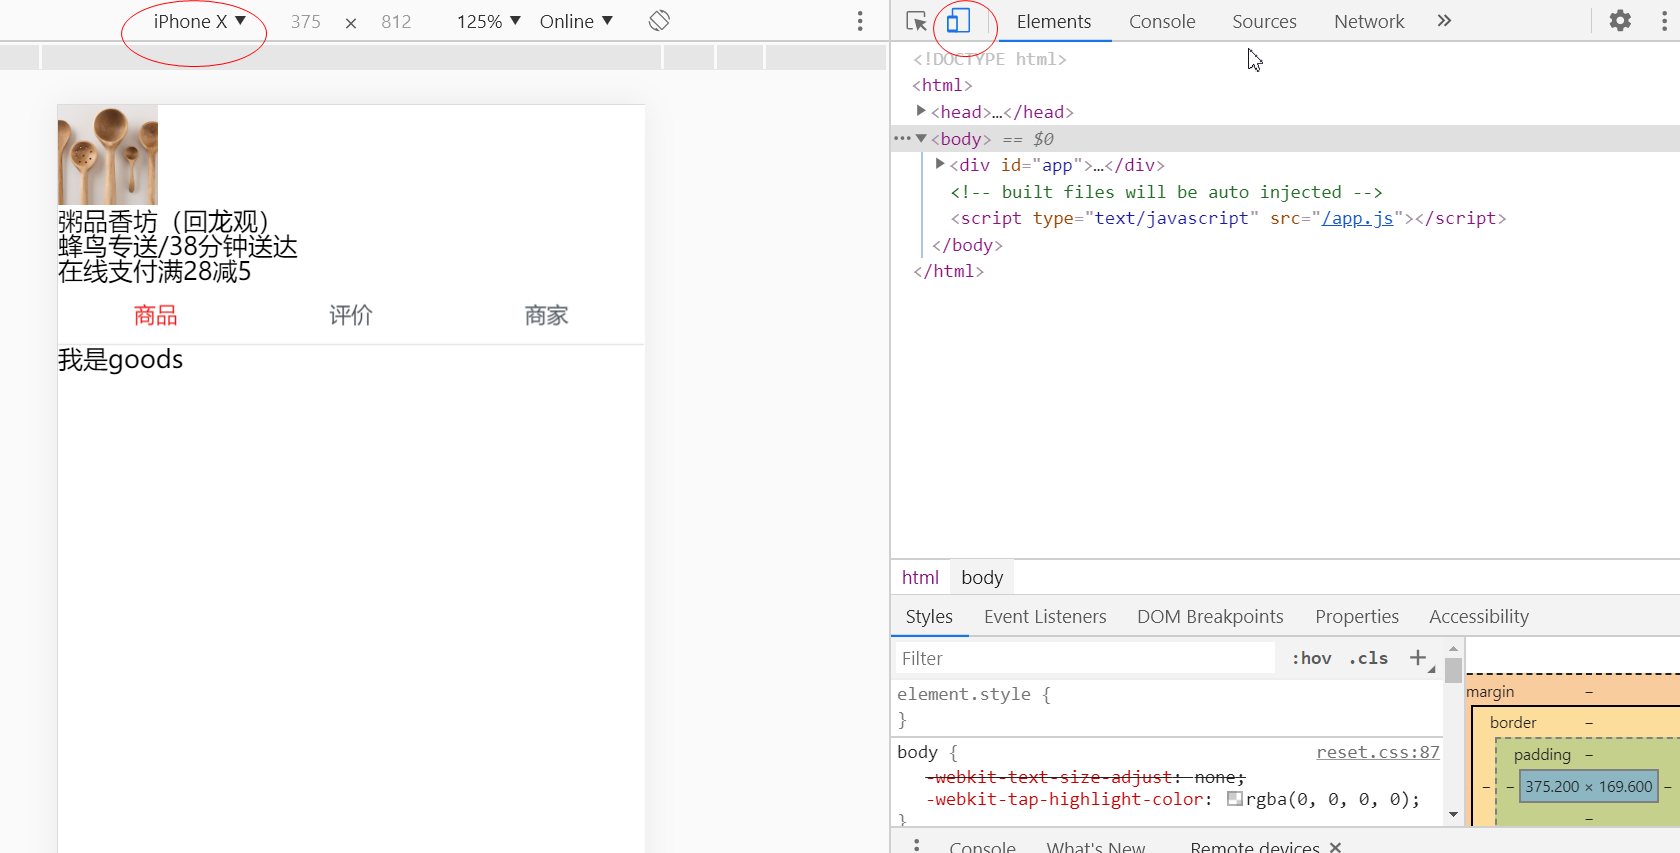 iPhone X ▼ 375 × 812 125% ▼ Online ▼
粥品香坊（回龙观）
蜂鸟专送/38分钟送达
在线支付满28减5
商品 评价 商家
我是goods
Elements Console Sources Network »
<!DOCTYPE html>
<html>
▶<head>…</head>
…▼<body> == $0
▶<div id="app">…</div>
<!-- built files will be auto injected -->
<script type="text/javascript" src="/app.js"></script>
</body>
</html>
html body
Styles Event Listeners DOM Breakpoints Properties Accessibility
Filter :hov .cls +
element.style {
}
body { reset.css:87
-webkit-text-size-adjust: none;
-webkit-tap-highlight-color: rgba(0, 0, 0, 0);
}
margin –
border –
padding –
– – 375.200 × 169.600 –
–
Console What's New Remote devices ×